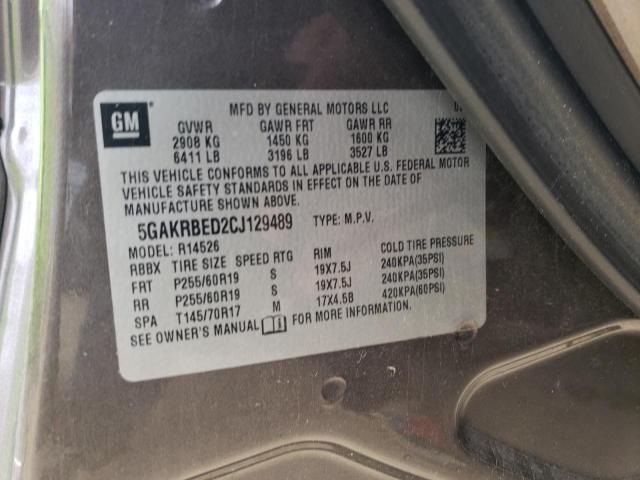 GM
MFD BY GENERAL MOTORS LLC
GVWR GAWR FRT GAWR RR
2908 KG 1450 KG 1600 KG
6411 LB 3196 LB 3527 LB
THIS VEHICLE CONFORMS TO ALL APPLICABLE U.S. FEDERAL MOTOR
VEHICLE SAFETY STANDARDS IN EFFECT ON THE DATE OF
MANUFACTURE SHOWN ABOVE.
5GAKRBED2CJ129489 TYPE: M.P.V.
MODEL: R14526
RBBX TIRE SIZE SPEED RTG RIM COLD TIRE PRESSURE
FRT P255/60R19 S 19X7.5J 240KPA(35PSI)
RR P255/60R19 S 19X7.5J 240KPA(35PSI)
SPA T145/70R17 M 17X4.5B 420KPA(60PSI)
SEE OWNER'S MANUAL FOR MORE INFORMATION.